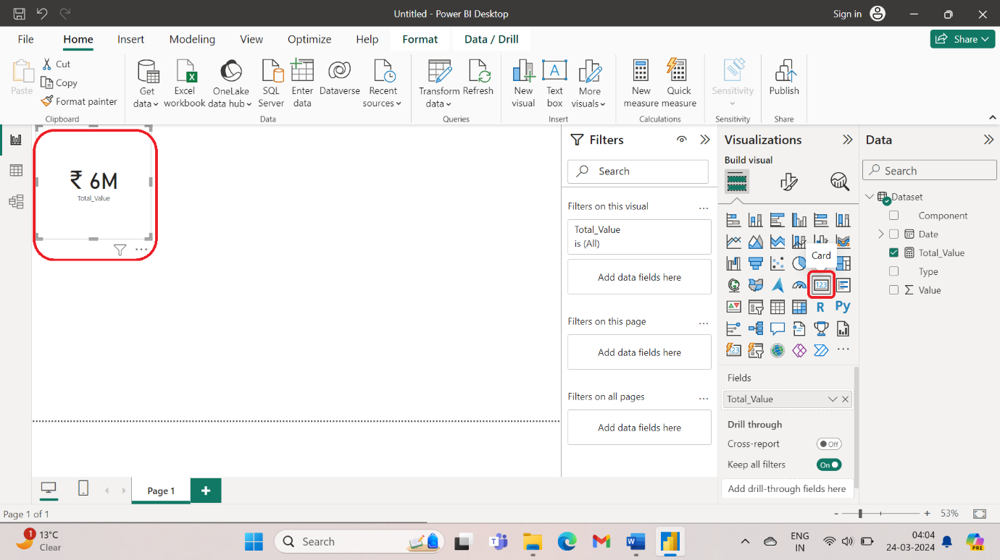 Untitled - Power BI Desktop
Sign in
File Home Insert Modeling View Optimize Help Format Data / Drill
Share
Paste
Cut
Copy
Format painter
Clipboard
Get data
Excel workbook
OneLake data hub
SQL Server
Enter data
Dataverse
Recent sources
Data
Transform data
Refresh
Queries
New visual
Text box
More visuals
Insert
New measure
Quick measure
Calculations
Sensitivity
Sensitivity
Publish
Share
₹ 6M
Total_Value
Filters
Search
Filters on this visual ...
Total_Value
is (All)
Add data fields here
Filters on this page ...
Add data fields here
Filters on all pages ...
Add data fields here
Visualizations
Build visual
Card
123
R Py
123
...
Fields
Total_Value
Drill through
Cross-report Off
Keep all filters On
Add drill-through fields here
Data
Search
Dataset
Component
Date
Total_Value
Type
Σ Value
Page 1
+
Page 1 of 1
- + 53%
1
13°C
Clear
Search
ENG
IN
04:04
24-03-2024
PRE